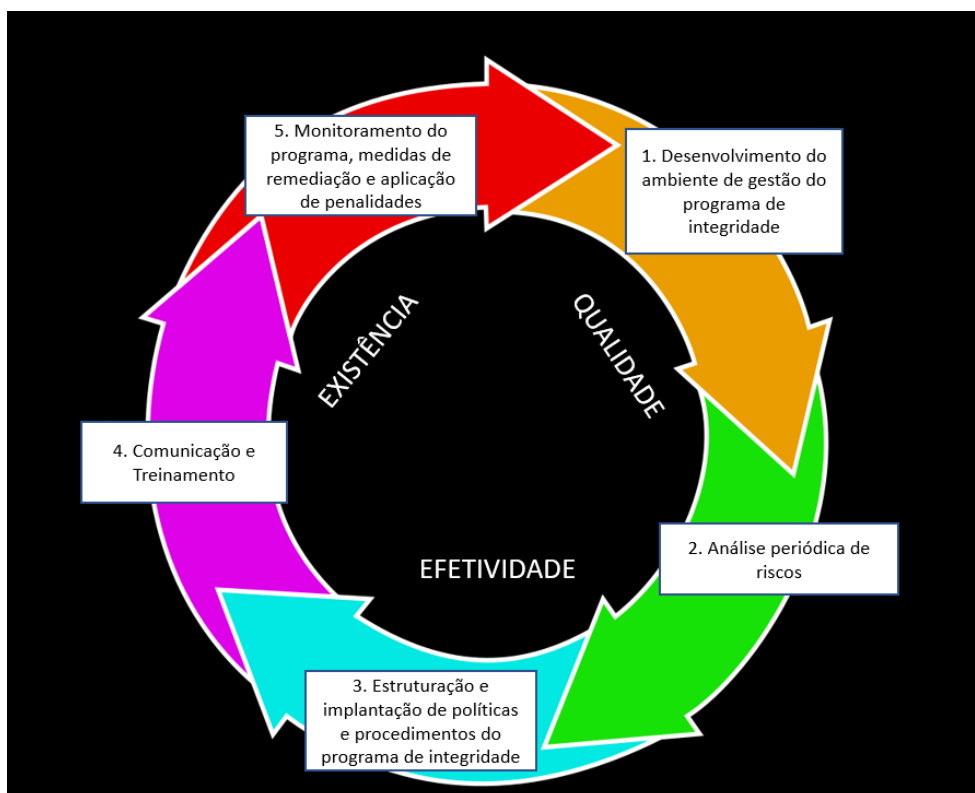 5. Monitoramento do
programa, medidas de
remediação e aplicação
de penalidades
1. Desenvolvimento do
ambiente de gestão do
programa de
integridade
EXISTÊNCIA
QUALIDADE
4. Comunicação e
Treinamento
2. Análise periódica de
riscos
EFETIVIDADE
3. Estruturação e
implantação de políticas
e procedimentos do
programa de integridade